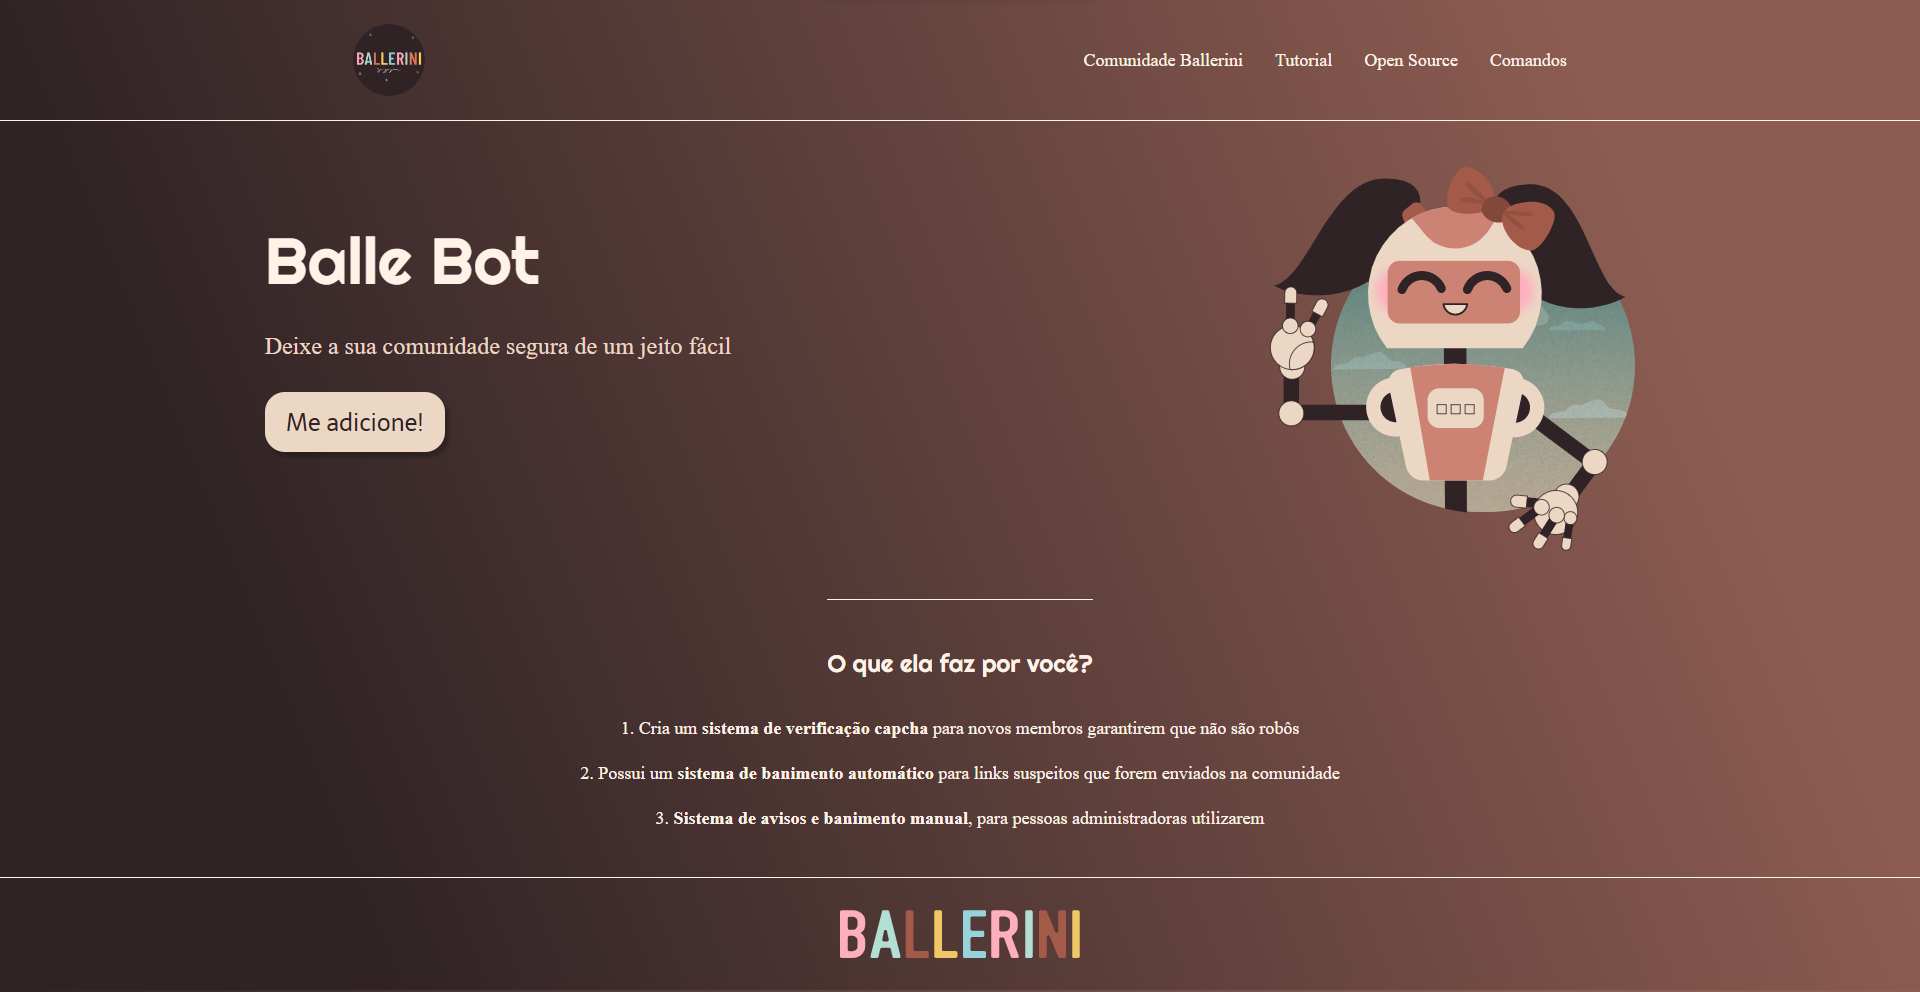 BALLERINI
Comunidade Ballerini
Tutorial
Open Source
Comandos
Balle Bot
Deixe a sua comunidade segura de um jeito fácil
Me adicione!
O que ela faz por você?
1. Cria um sistema de verificação capcha para novos membros garantirem que não são robôs
2. Possui um sistema de banimento automático para links suspeitos que forem enviados na comunidade
3. Sistema de avisos e banimento manual, para pessoas administradoras utilizarem
BALLERINI